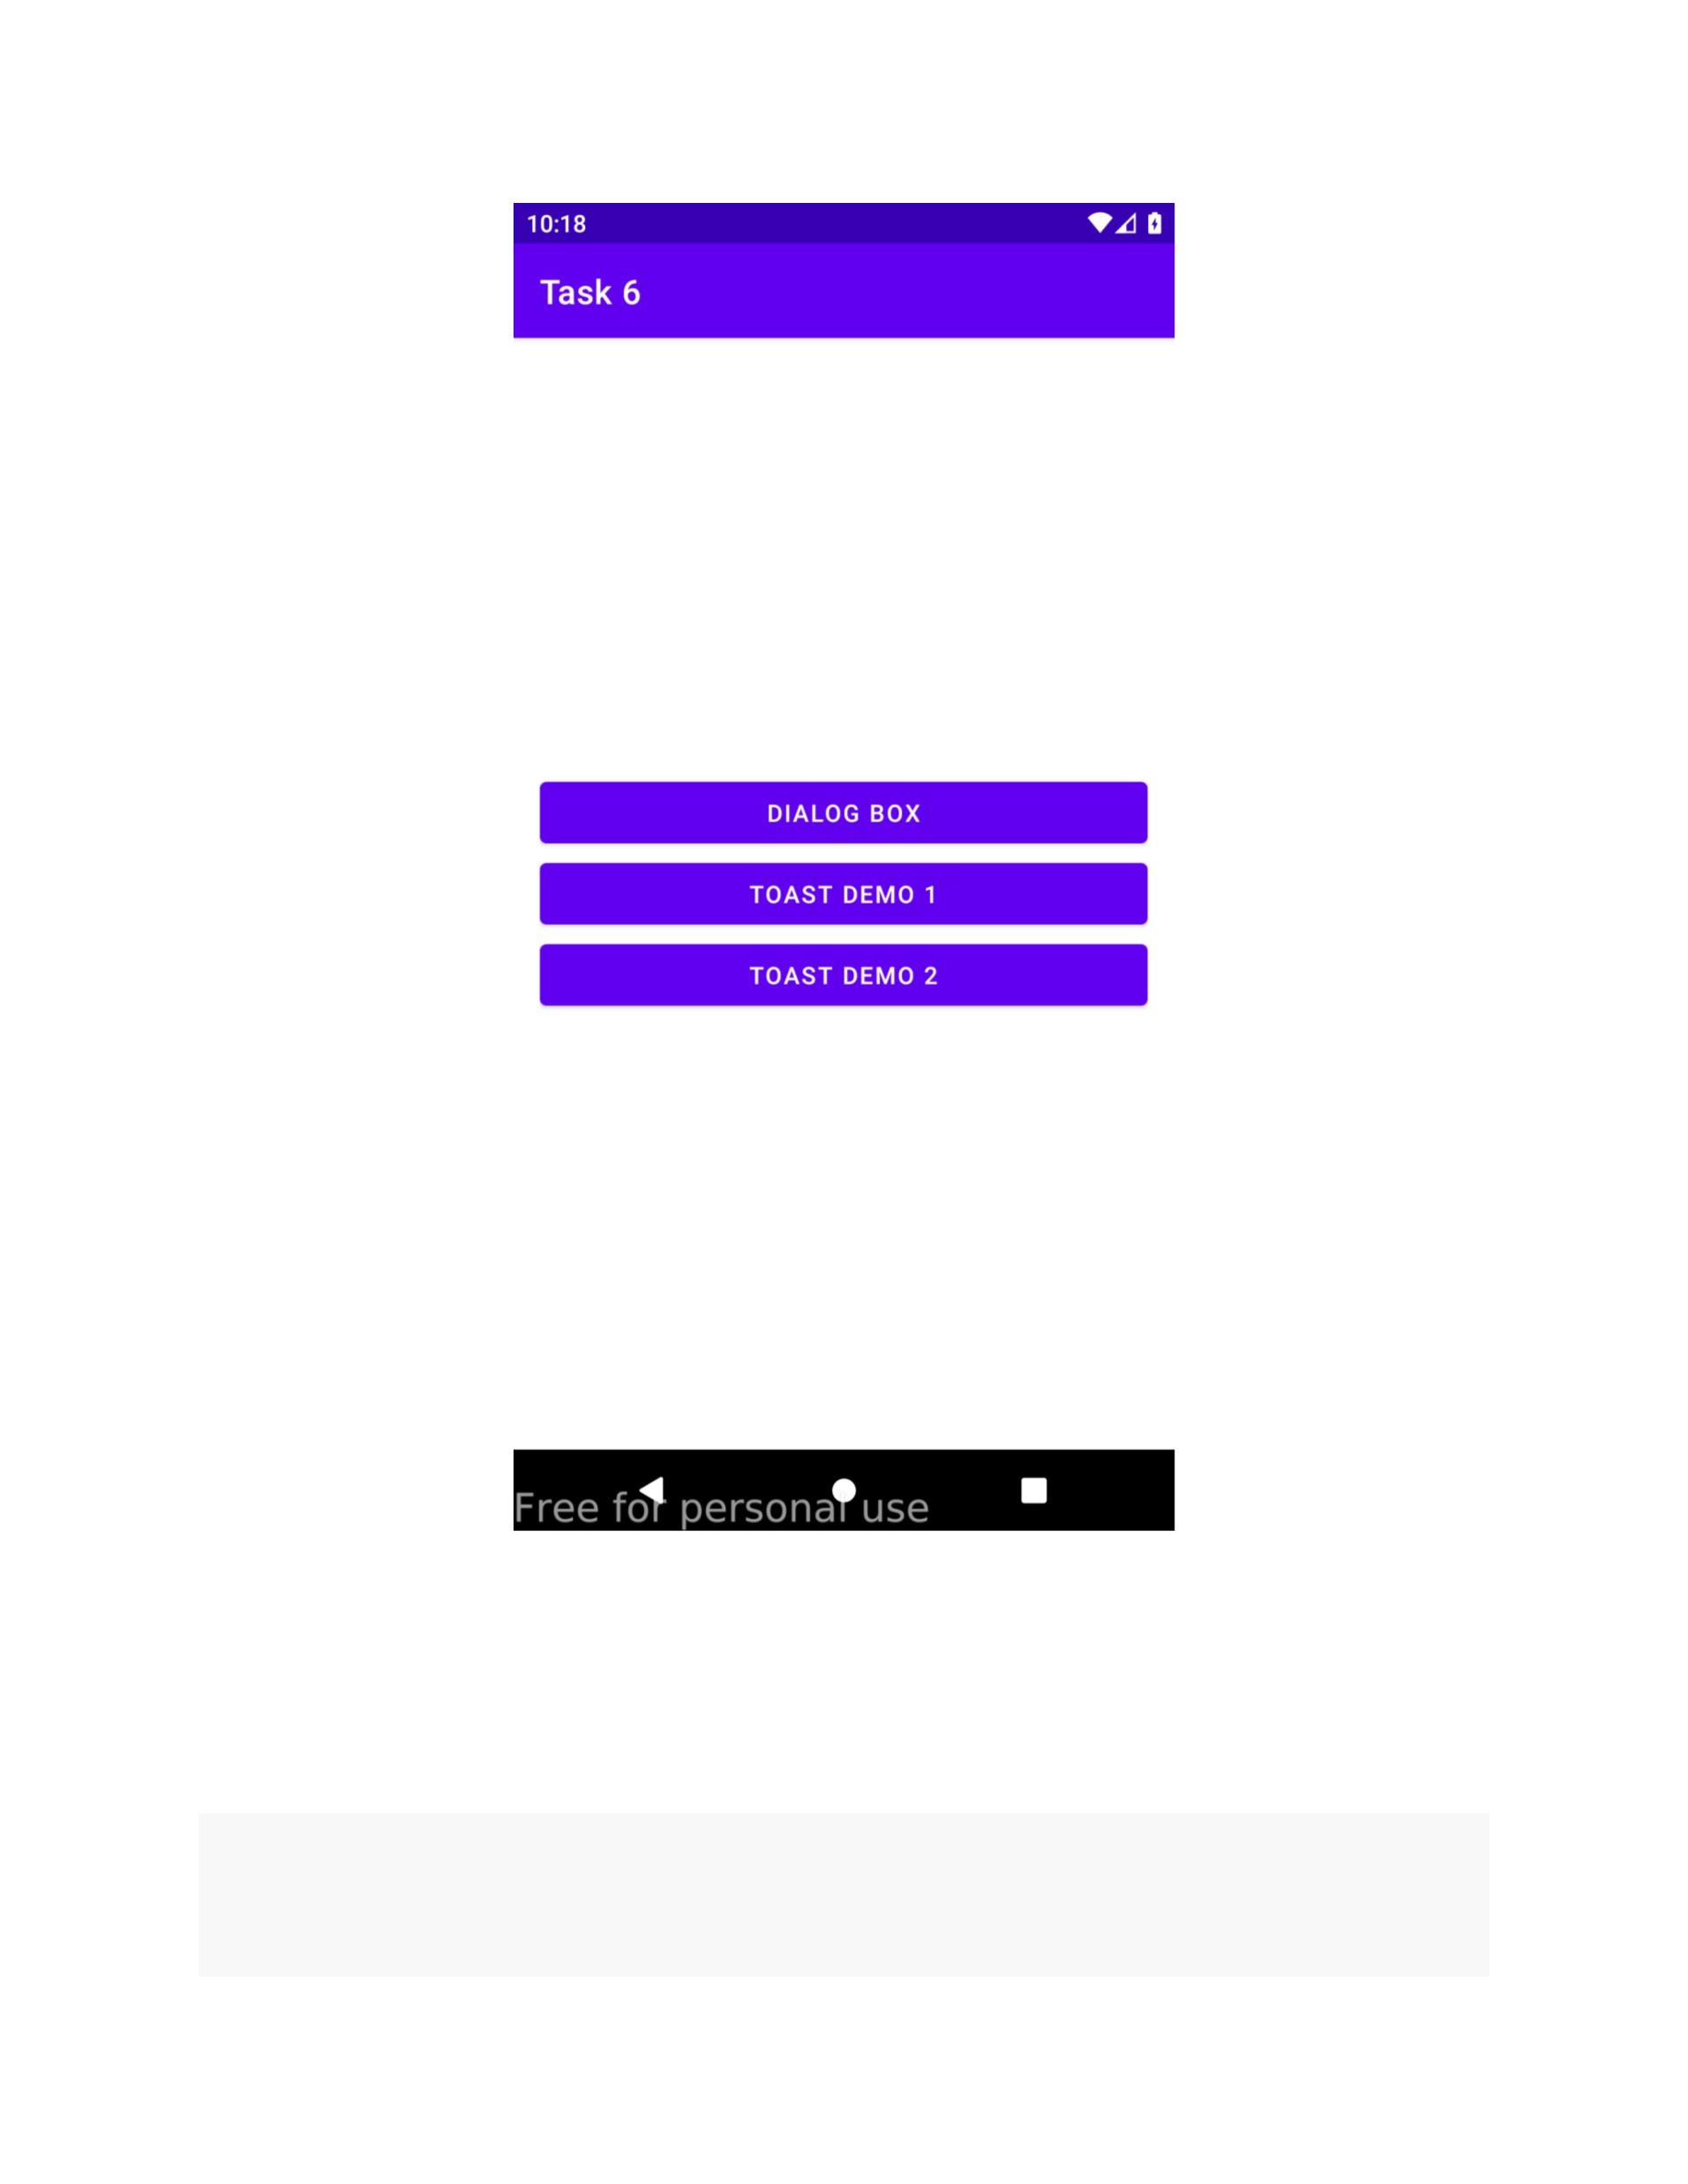 10:18
Task 6
DIALOG BOX
TOAST DEMO 1
TOAST DEMO 2
Free for personal use